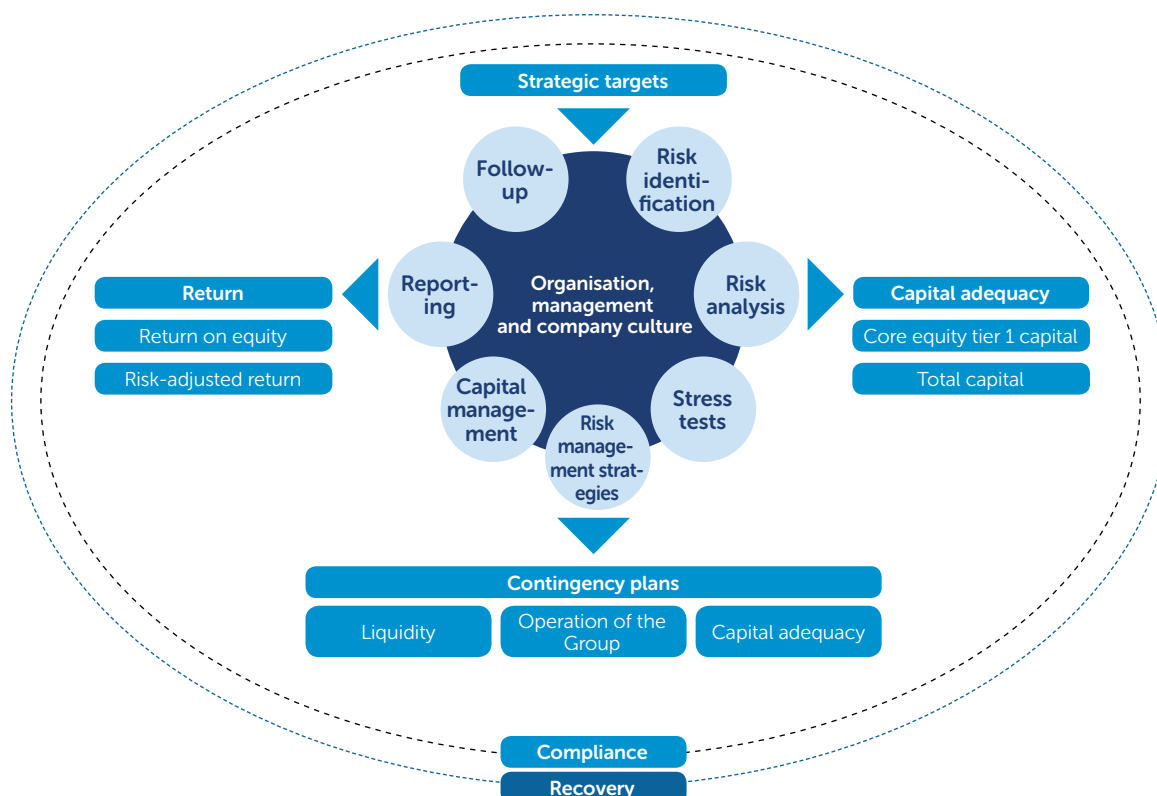 Strategic targets
Follow-
up
Risk
identi-
fication
Report-
ing
Organisation,
management
and company culture
Risk
analysis
Return
Return on equity
Risk-adjusted return
Capital adequacy
Core equity tier 1 capital
Total capital
Capital
manage-
ment
Risk
manage-
ment strat-
egies
Stress
tests
Contingency plans
Liquidity
Operation of the
Group
Capital adequacy
Compliance
Recovery